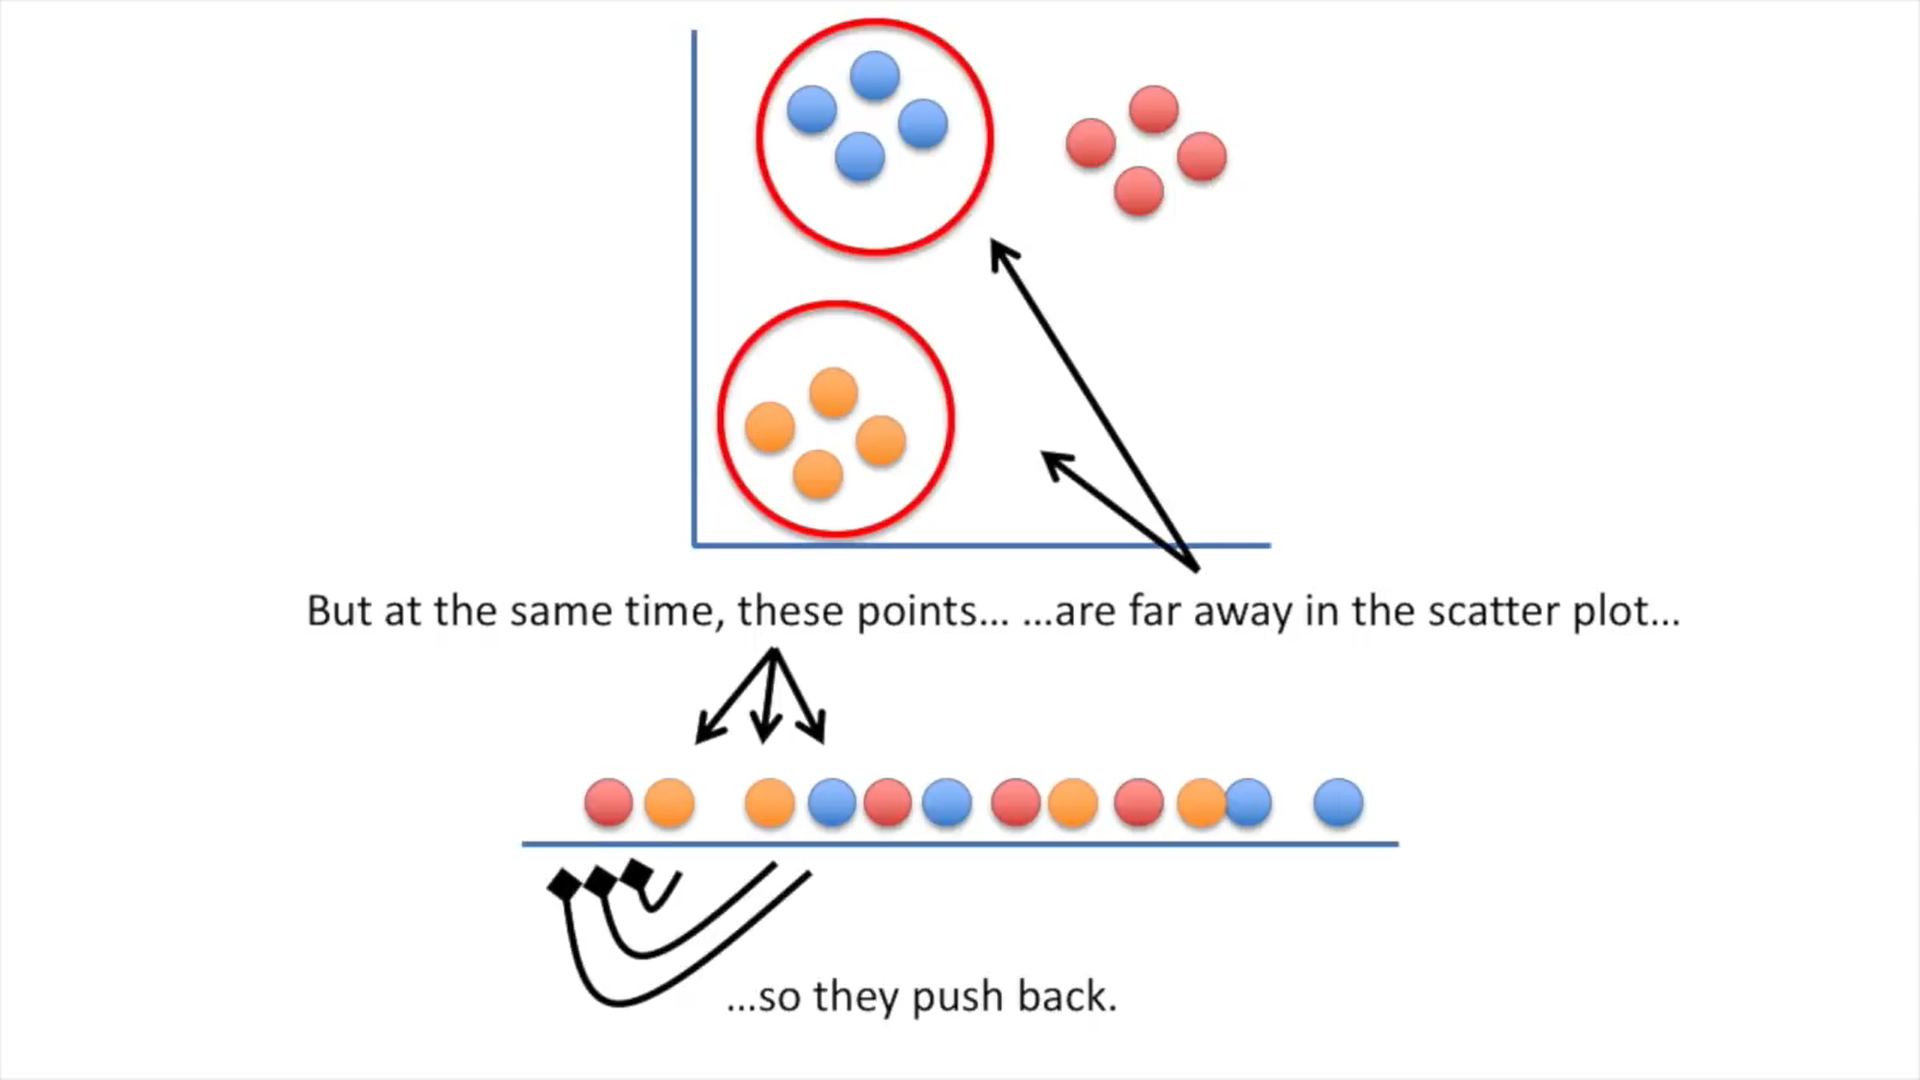 But at the same time, these points... ...are far away in the scatter plot...
...so they push back.